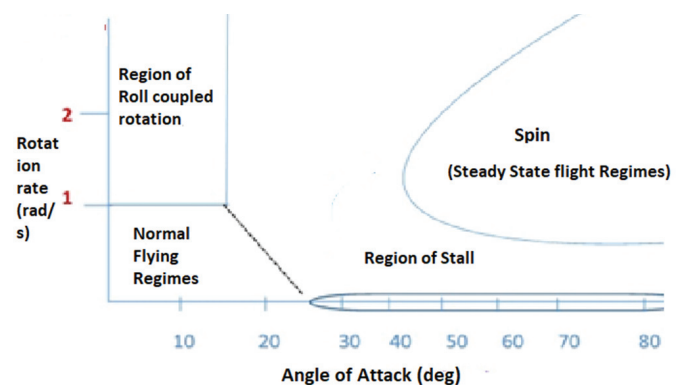 Region of
Roll coupled
rotation
2
Rotat
ion
rate
(rad/
s)
1
Spin
(Steady State flight Regimes)
Normal
Flying
Regimes
Region of Stall
10 20 30 40 50 60 70 80
Angle of Attack (deg)